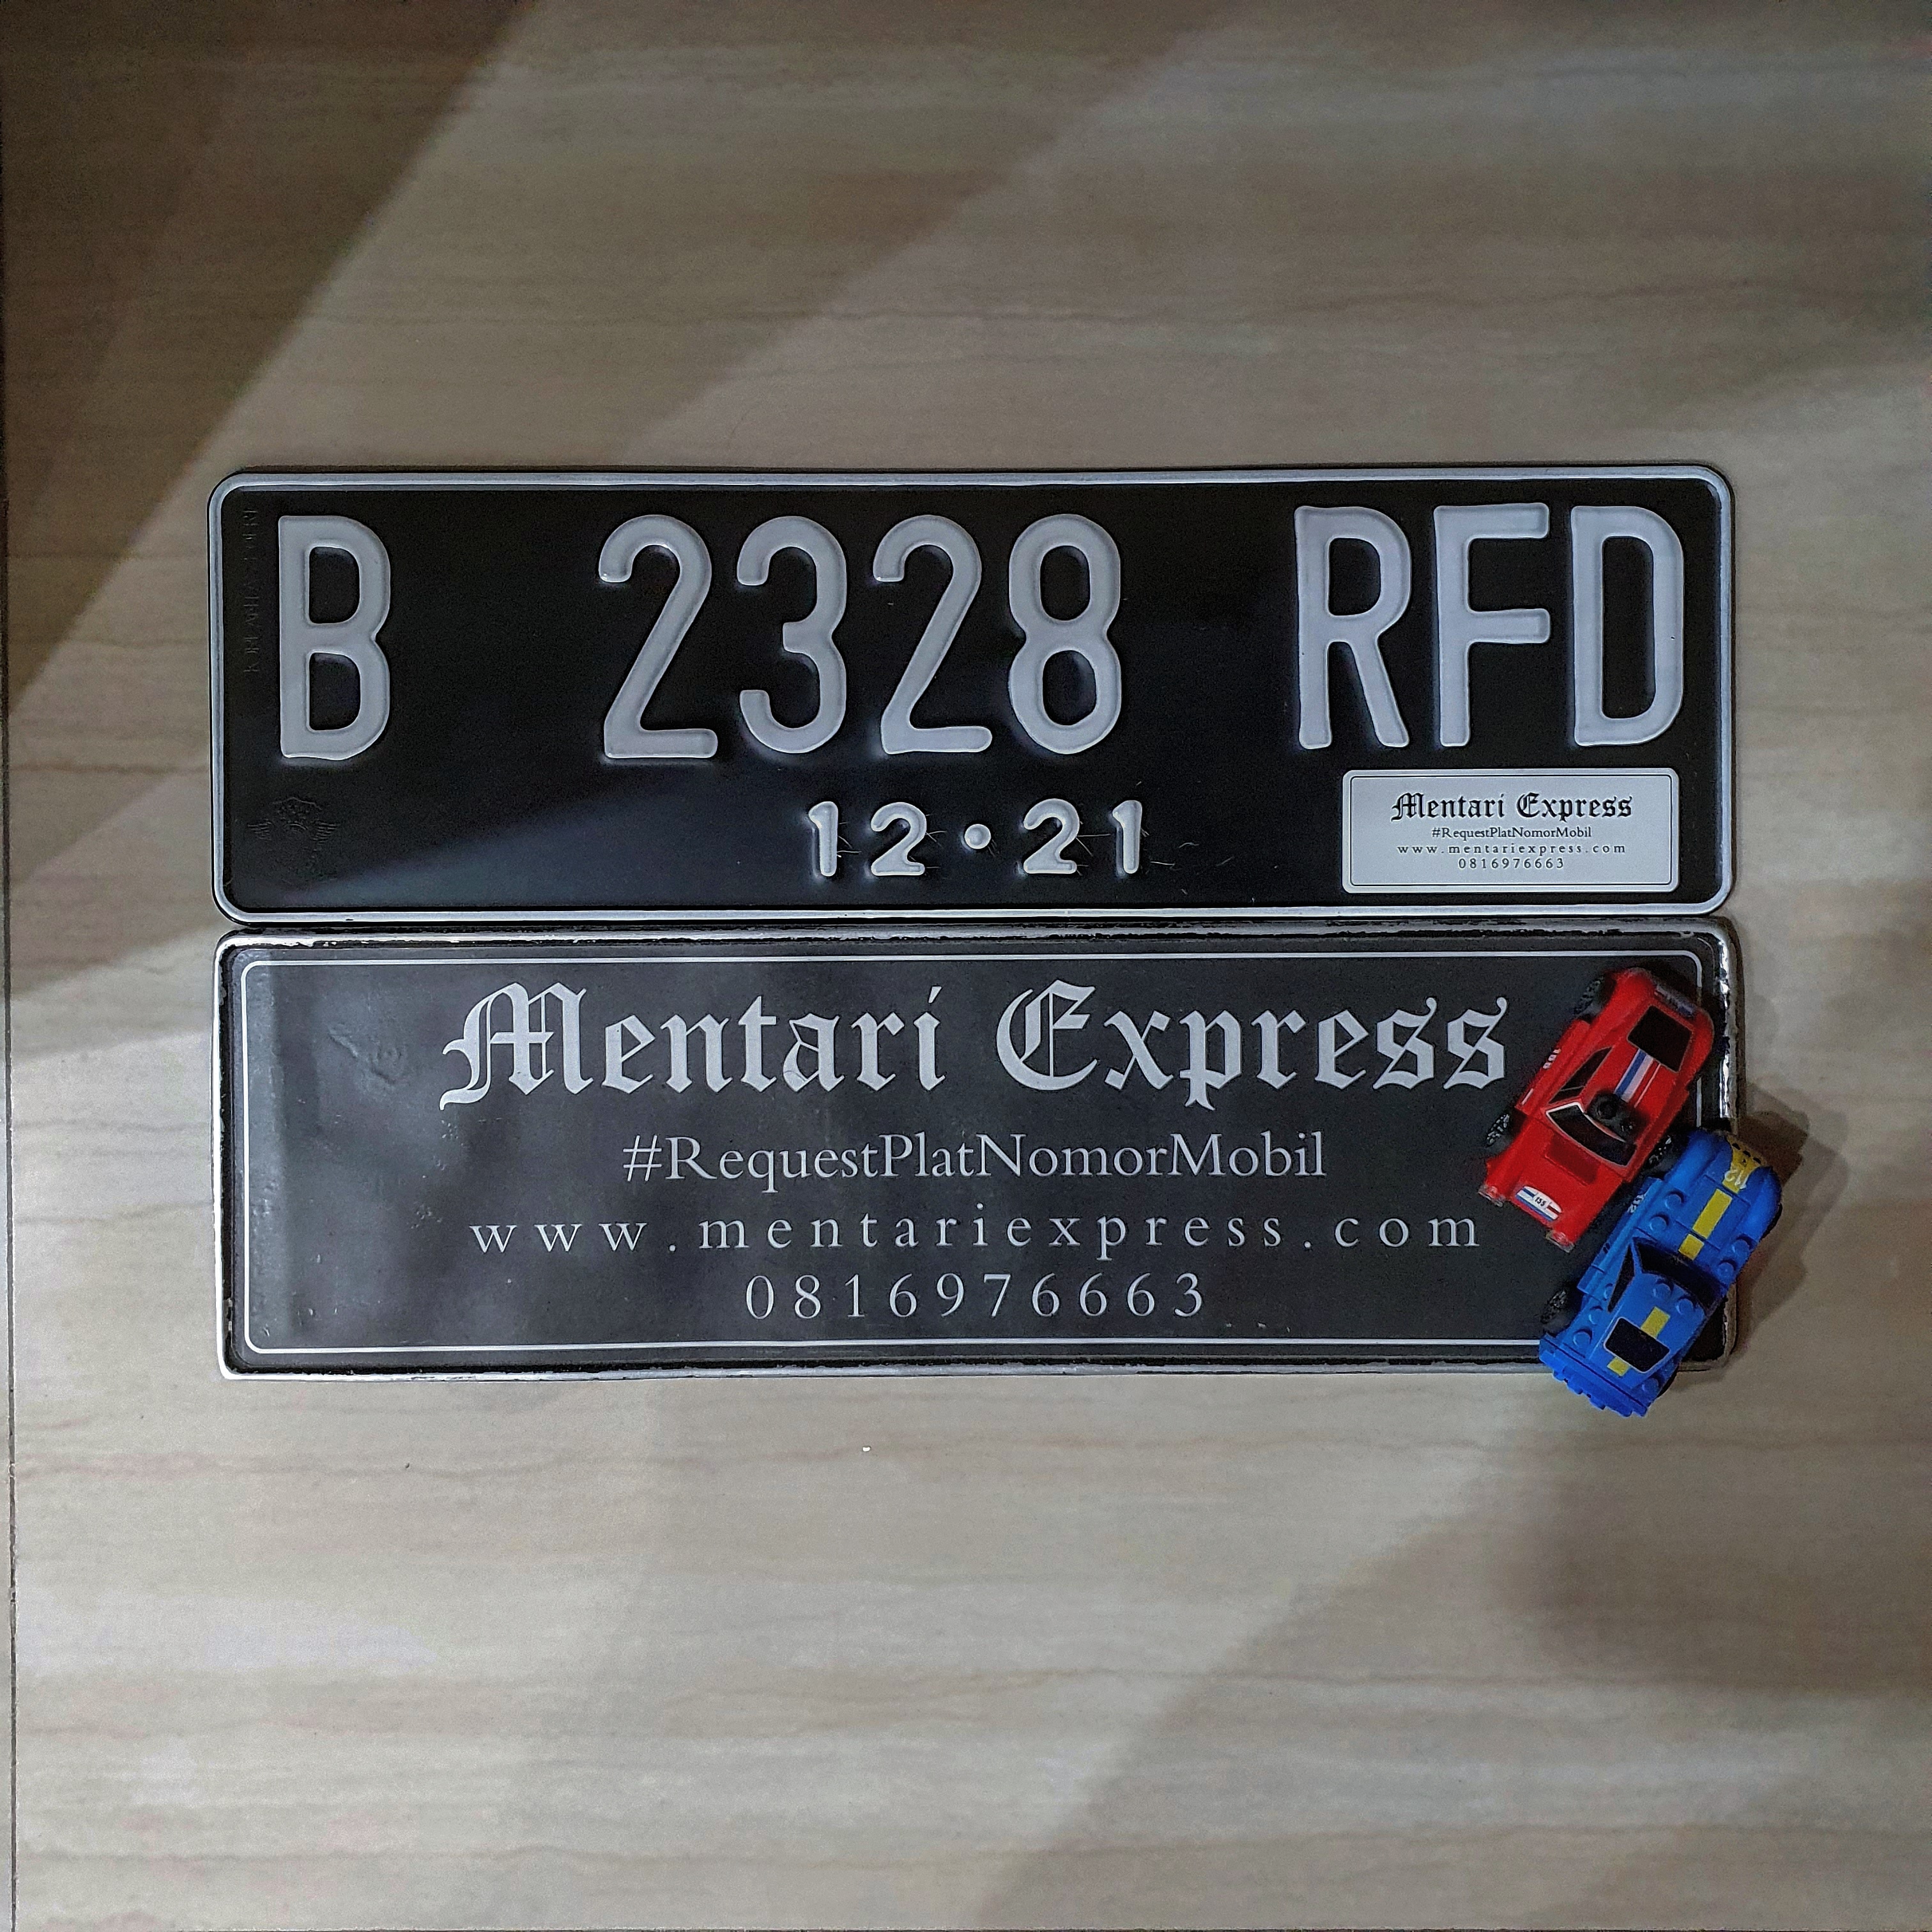 B 2328 RFD
12·21
Mentari Express
#RequestPlatNomorMobil
www.mentariexpress.com
0816976663
Mentari Express
#RequestPlatNomorMobil
www.mentariexpress.com
0816976663